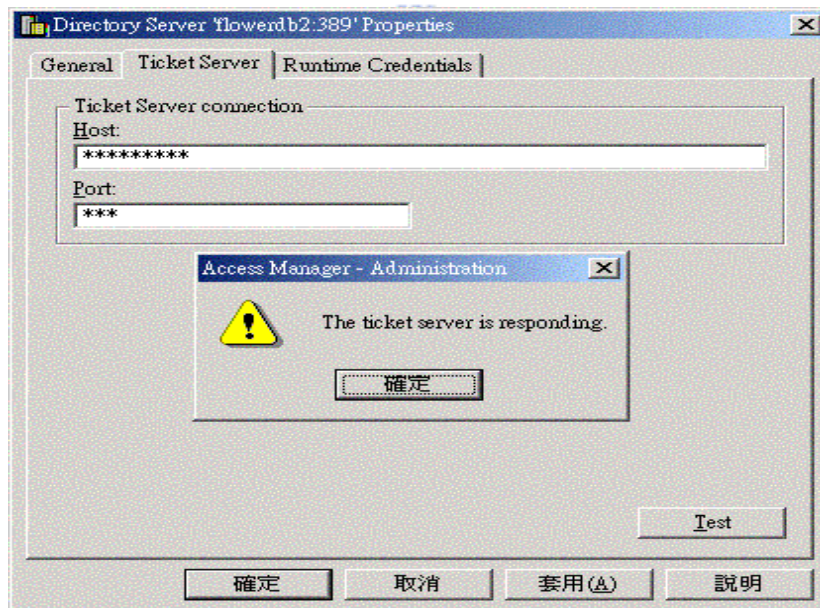 Directory Server 'flowerdb2:389' Properties
General Ticket Server Runtime Credentials
Ticket Server connection
Host:
*********
Port:
***
Access Manager - Administration
The ticket server is responding.
確定
Test
確定 取消 套用(A) 說明